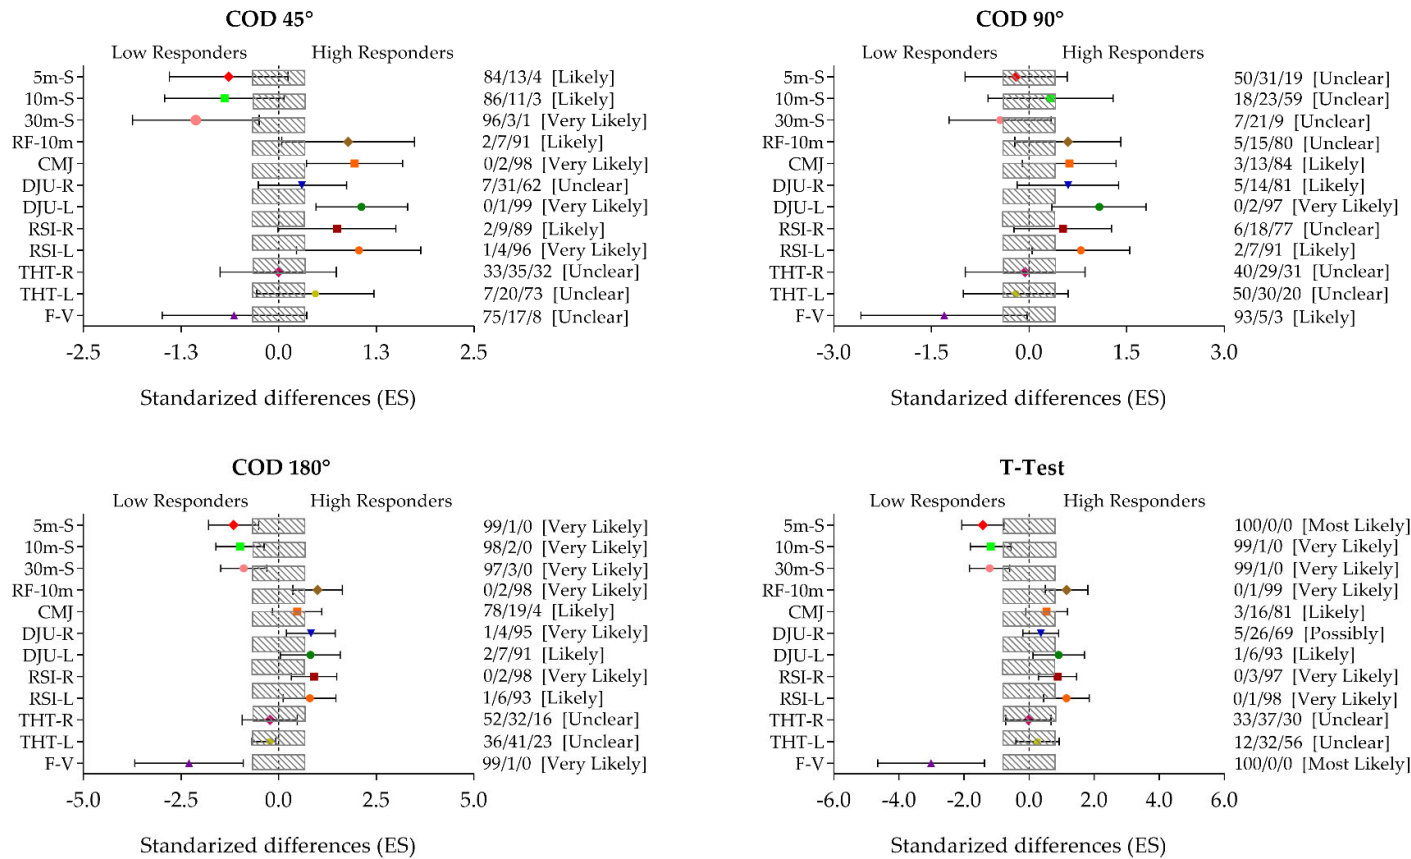 COD 45°
Low Responders High Responders
5m-S 84/13/4 [Likely]
10m-S 86/11/3 [Likely]
30m-S 96/3/1 [Very Likely]
RF-10m 2/7/91 [Likely]
CMJ 0/2/98 [Very Likely]
DJU-R 7/31/62 [Unclear]
DJU-L 0/1/99 [Very Likely]
RSI-R 2/9/89 [Likely]
RSI-L 1/4/96 [Very Likely]
THT-R 33/35/32 [Unclear]
THT-L 7/20/73 [Unclear]
F-V 75/17/8 [Unclear]
-2.5 -1.3 0.0 1.3 2.5
Standarized differences (ES)
COD 90°
Low Responders High Responders
5m-S 50/31/19 [Unclear]
10m-S 18/23/59 [Unclear]
30m-S 7/21/9 [Unclear]
RF-10m 5/15/80 [Unclear]
CMJ 3/13/84 [Likely]
DJU-R 5/14/81 [Likely]
DJU-L 0/2/97 [Very Likely]
RSI-R 6/18/77 [Unclear]
RSI-L 2/7/91 [Likely]
THT-R 40/29/31 [Unclear]
THT-L 50/30/20 [Unclear]
F-V 93/5/3 [Likely]
-3.0 -1.5 0.0 1.5 3.0
Standarized differences (ES)
COD 180°
Low Responders High Responders
5m-S 99/1/0 [Very Likely]
10m-S 98/2/0 [Very Likely]
30m-S 97/3/0 [Very Likely]
RF-10m 0/2/98 [Very Likely]
CMJ 78/19/4 [Likely]
DJU-R 1/4/95 [Very Likely]
DJU-L 2/7/91 [Likely]
RSI-R 0/2/98 [Very Likely]
RSI-L 1/6/93 [Likely]
THT-R 52/32/16 [Unclear]
THT-L 36/41/23 [Unclear]
F-V 99/1/0 [Very Likely]
-5.0 -2.5 0.0 2.5 5.0
Standarized differences (ES)
T-Test
Low Responders High Responders
5m-S 100/0/0 [Most Likely]
10m-S 99/1/0 [Very Likely]
30m-S 99/1/0 [Very Likely]
RF-10m 0/1/99 [Very Likely]
CMJ 3/16/81 [Likely]
DJU-R 5/26/69 [Possibly]
DJU-L 1/6/93 [Likely]
RSI-R 0/3/97 [Very Likely]
RSI-L 0/1/98 [Very Likely]
THT-R 33/37/30 [Unclear]
THT-L 12/32/56 [Unclear]
F-V 100/0/0 [Most Likely]
-6.0 -4.0 -2.0 0.0 2.0 4.0 6.0
Standarized differences (ES)